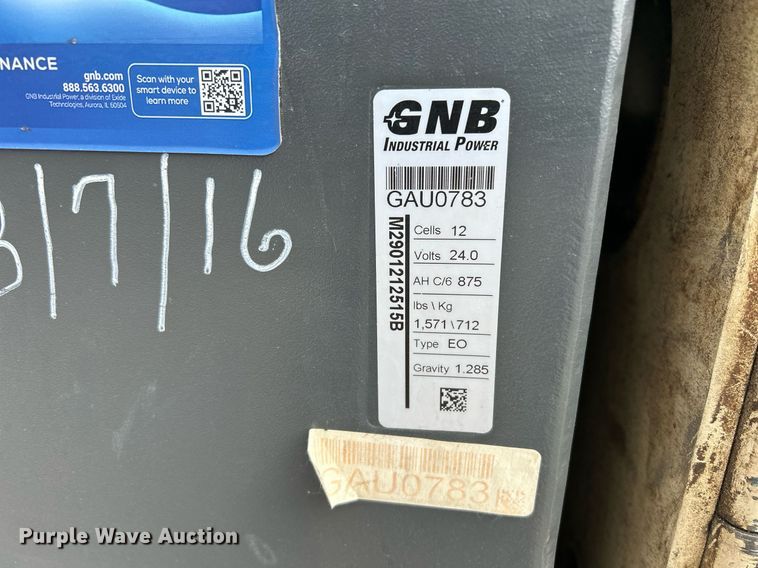 NANCE
gnb.com
888.563.6300
GNB Industrial Power, a division of Exide
Technologies, Aurora, IL 60504
Scan with your
smart device to
learn more
8/7/16
GNB
INDUSTRIAL POWER
GAU0783
M2901212515B
Cells 12
Volts 24.0
AH C/6 875
lbs \ Kg
1,571\712
Type EO
Gravity 1.285
GAU0783
Purple Wave Auction